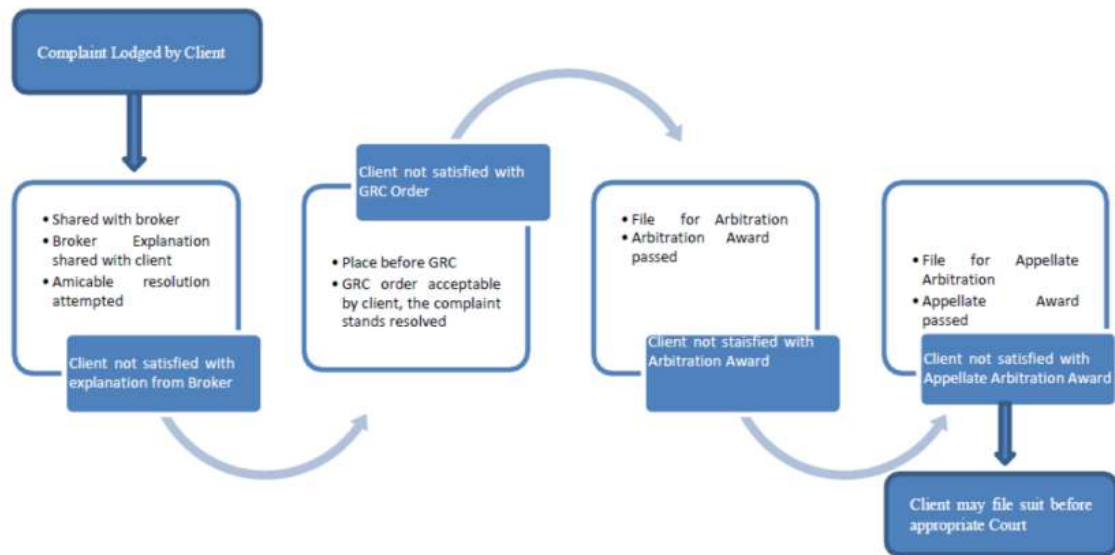 Complaint Lodged by Client
• Shared with broker
• Broker Explanation
shared with client
• Amicable resolution
attempted
Client not satisfied with
explanation from Broker
Client not satisfied with
GRC Order
• Place before GRC
• GRC order acceptable
by client, the complaint
stands resolved
• File for Arbitration
• Arbitration Award
passed
Client not staisfied with
Arbitration Award
• File for Appellate
Arbitration
• Appellate Award
passed
Client not satisfied with
Appellate Arbitration Award
Client may file suit before
appropriate Court